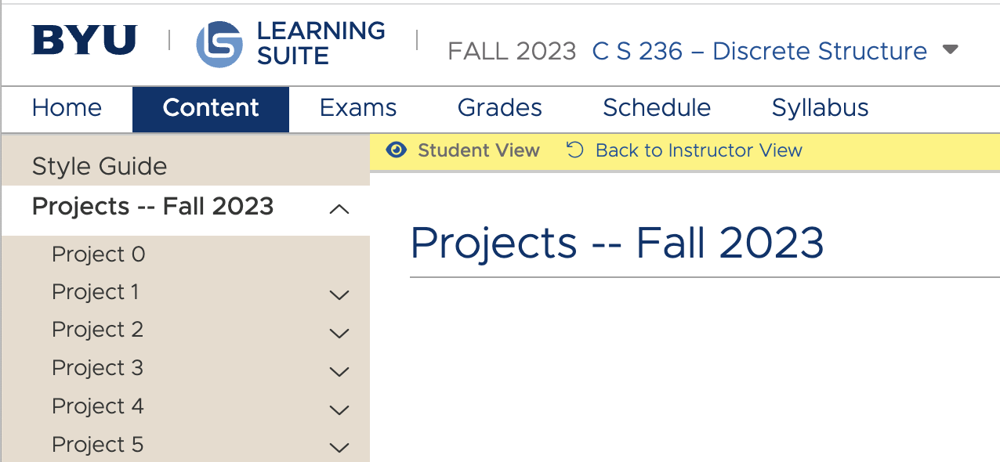 BYU
LEARNING
SUITE
FALL 2023 C S 236 – Discrete Structure
Home Content Exams Grades Schedule Syllabus
Style Guide
Student View Back to Instructor View
Projects -- Fall 2023
Project 0
Project 1
Project 2
Project 3
Project 4
Project 5
Projects -- Fall 2023